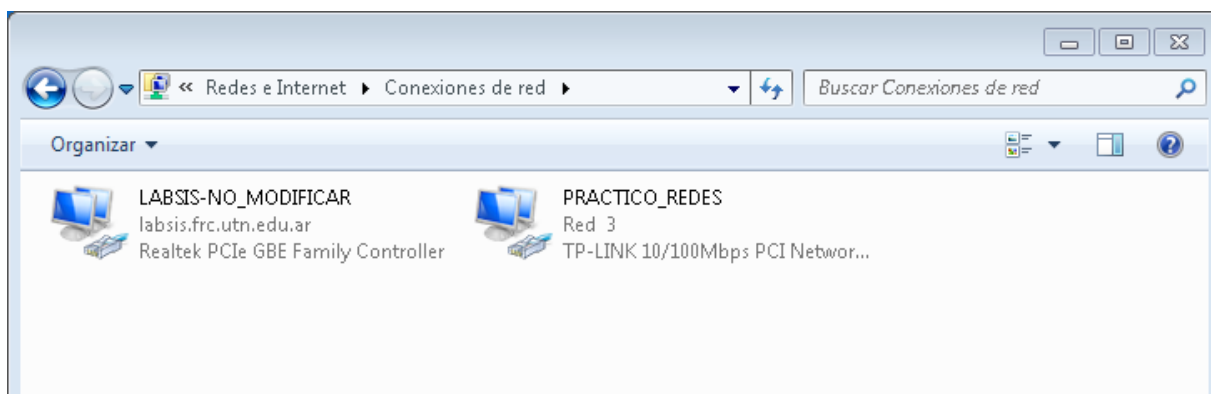 « Redes e Internet ▸ Conexiones de red ▸
Buscar Conexiones de red
Organizar
LABSIS-NO_MODIFICAR
labsis.frc.utn.edu.ar
Realtek PCIe GBE Family Controller
PRACTICO_REDES
Red 3
TP-LINK 10/100Mbps PCI Networ...